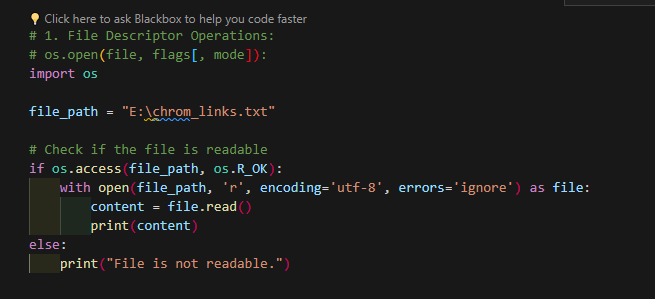 Click here to ask Blackbox to help you code faster
# 1. File Descriptor Operations:
# os.open(file, flags[, mode]):
import os
file_path = "E:\chrom_links.txt"
# Check if the file is readable
if os.access(file_path, os.R_OK):
    with open(file_path, 'r', encoding='utf-8', errors='ignore') as file:
        content = file.read()
        print(content)
else:
    print("File is not readable.")